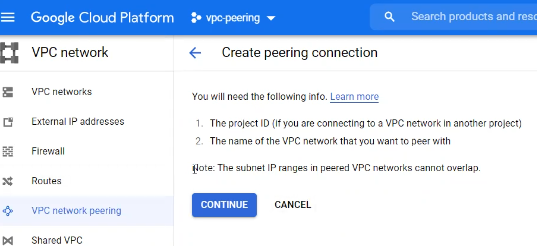 Google Cloud Platform
vpc-peering
Search products and reso
VPC network
Create peering connection
VPC networks
External IP addresses
Firewall
Routes
VPC network peering
Shared VPC
You will need the following info. Learn more
1. The project ID (if you are connecting to a VPC network in another project)
2. The name of the VPC network that you want to peer with
Note: The subnet IP ranges in peered VPC networks cannot overlap.
CONTINUE
CANCEL